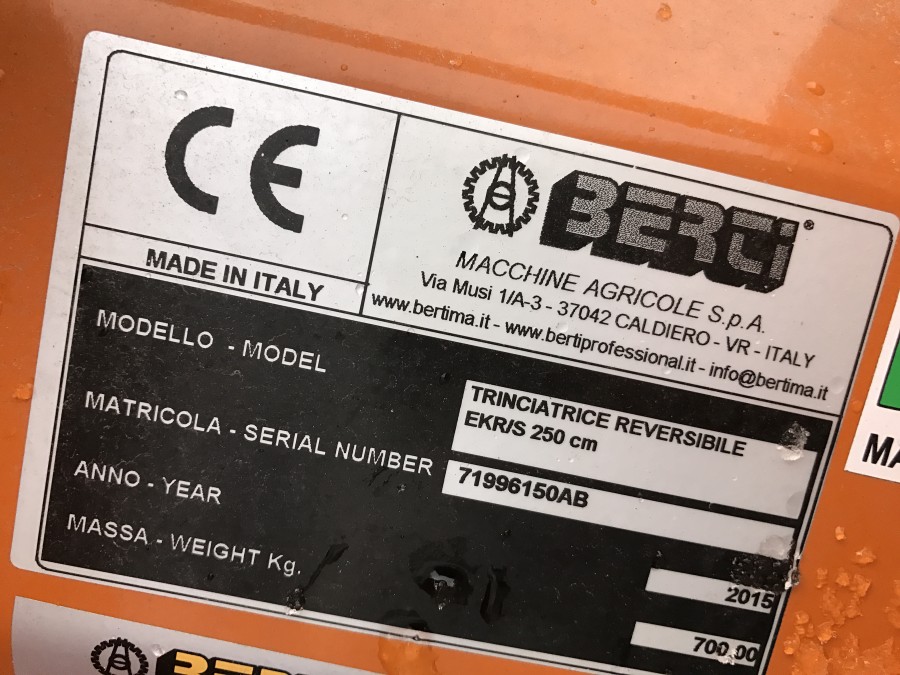 CE
MADE IN ITALY
BERTI®
MACCHINE AGRICOLE S.p.A.
Via Musi 1/A-3 - 37042 CALDIERO - VR - ITALY
www.bertima.it - www.bertiprofessional.it - info@bertima.it
MODELLO - MODEL
TRINCIATRICE REVERSIBILE
EKR/S 250 cm
MATRICOLA - SERIAL NUMBER
71996150AB
ANNO - YEAR
2015
MASSA - WEIGHT Kg.
700,00
BERTI
MA